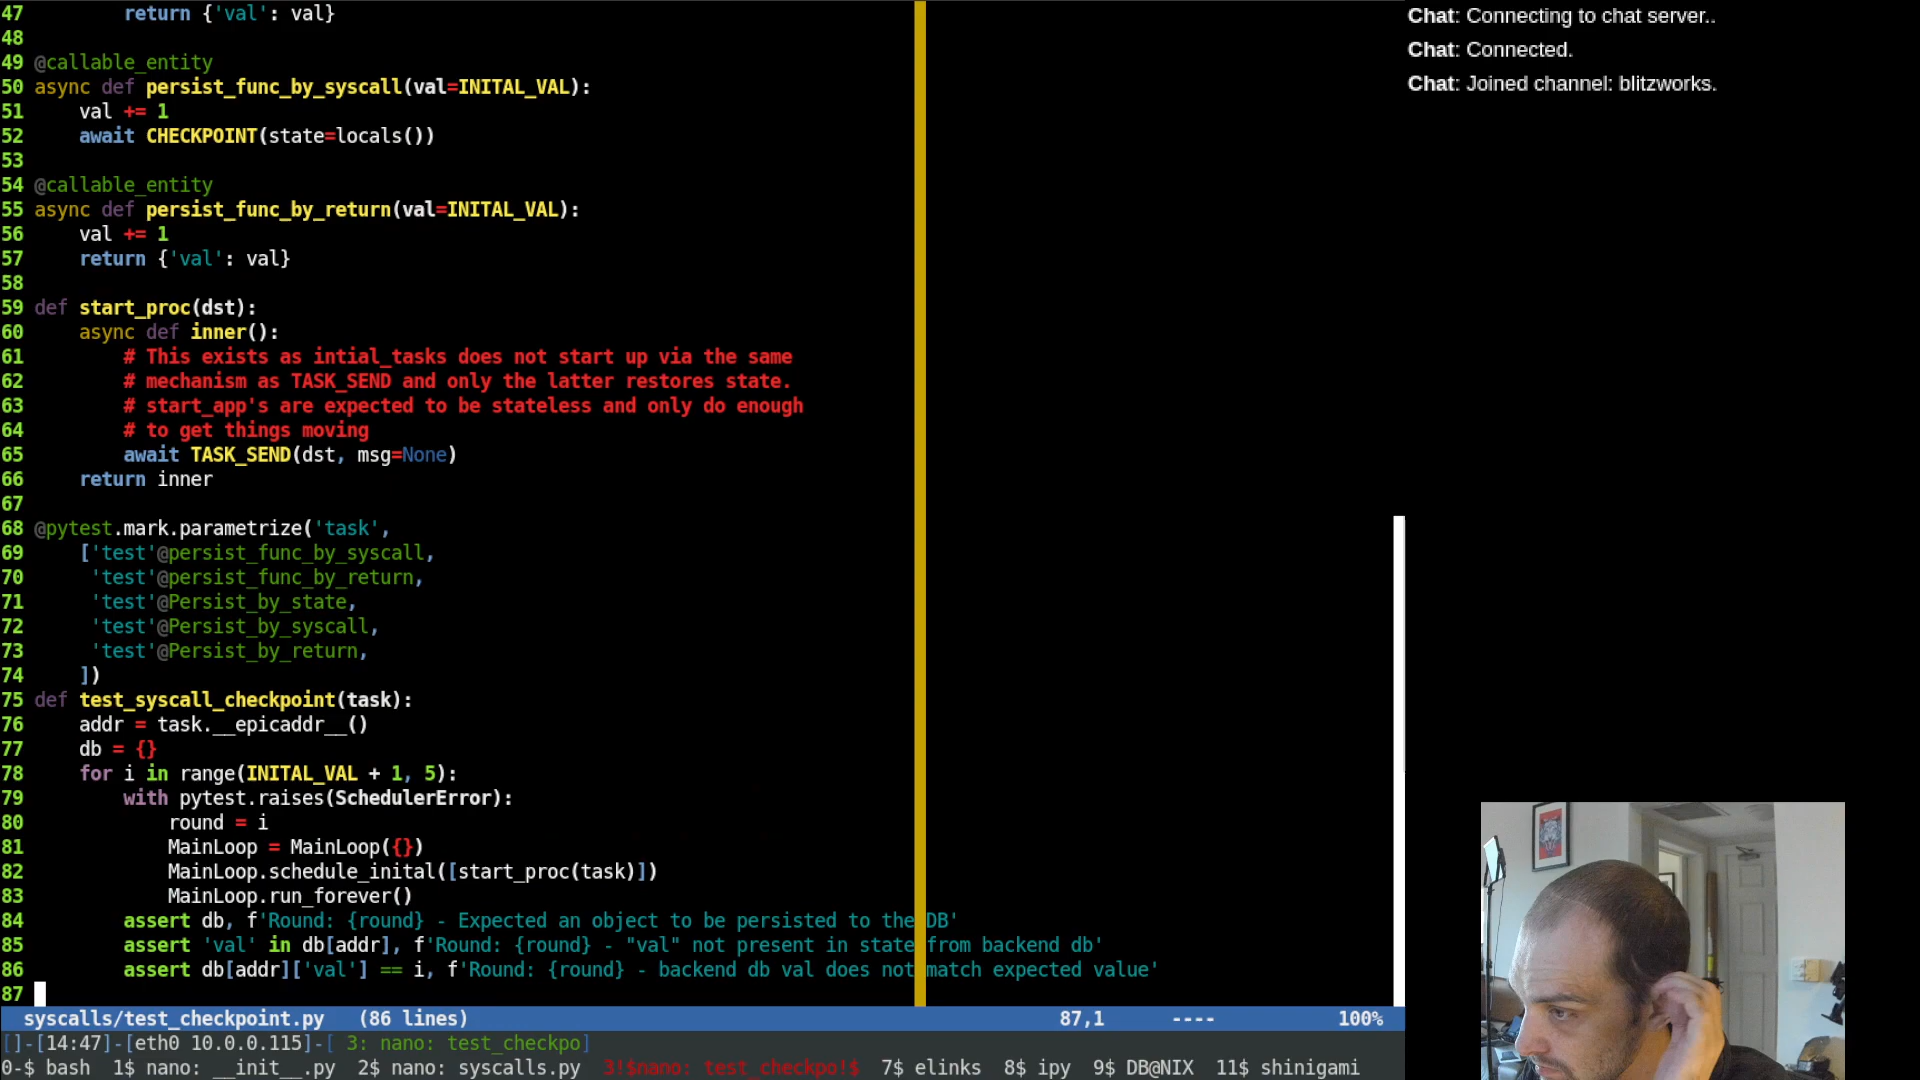 47         return {'val': val}
48
49 @callable_entity
50 async def persist_func_by_syscall(val=INITAL_VAL):
51     val += 1
52     await CHECKPOINT(state=locals())
53
54 @callable_entity
55 async def persist_func_by_return(val=INITAL_VAL):
56     val += 1
57     return {'val': val}
58
59 def start_proc(dst):
60     async def inner():
61         # This exists as intial_tasks does not start up via the same
62         # mechanism as TASK_SEND and only the latter restores state.
63         # start_app's are expected to be stateless and only do enough
64         # to get things moving
65         await TASK_SEND(dst, msg=None)
66     return inner
67
68 @pytest.mark.parametrize('task',
69     ['test'@persist_func_by_syscall,
70      'test'@persist_func_by_return,
71      'test'@Persist_by_state,
72      'test'@Persist_by_syscall,
73      'test'@Persist_by_return,
74     ])
75 def test_syscall_checkpoint(task):
76     addr = task.__epicaddr__()
77     db = {}
78     for i in range(INITAL_VAL + 1, 5):
79         with pytest.raises(SchedulerError):
80             round = i
81             MainLoop = MainLoop({})
82             MainLoop.schedule_inital([start_proc(task)])
83             MainLoop.run_forever()
84         assert db, f'Round: {round} - Expected an object to be persisted to the DB'
85         assert 'val' in db[addr], f'Round: {round} - "val" not present in state from backend db'
86         assert db[addr]['val'] == i, f'Round: {round} - backend db val does not match expected value'
87
syscalls/test_checkpoint.py   (86 lines)   87,1   ----   100%
[]-[14:47]-[eth0 10.0.0.115]-[ 3: nano: test_checkpo]
0-$ bash  1$ nano: __init__.py  2$ nano: syscalls.py  3!$nano: test_checkpo!$  7$ elinks  8$ ipy  9$ DB@NIX  11$ shinigami
Chat: Connecting to chat server..
Chat: Connected.
Chat: Joined channel: blitzworks.